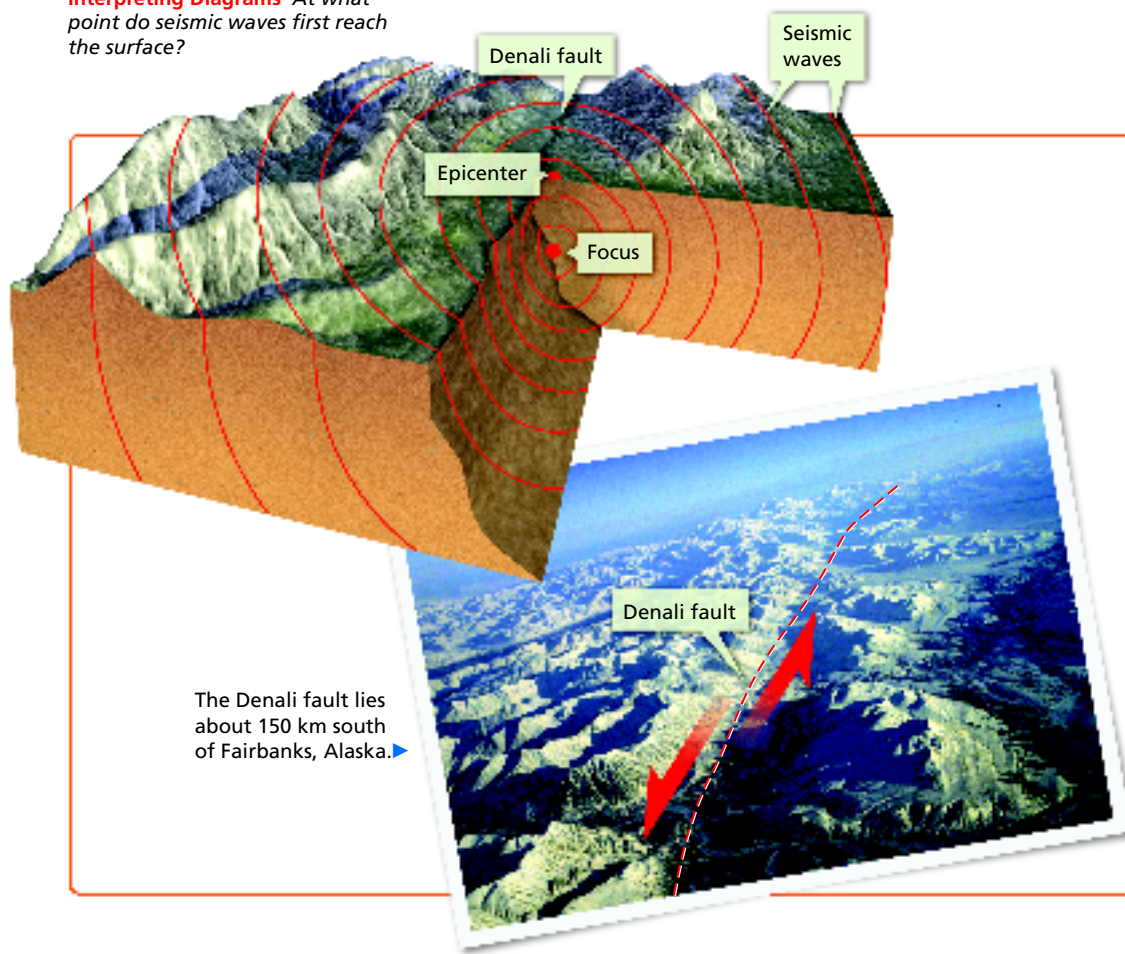 Interpreting Diagrams At what
point do seismic waves first reach
the surface?
Denali fault
Seismic
waves
Epicenter
Focus
Denali fault
The Denali fault lies
about 150 km south
of Fairbanks, Alaska.